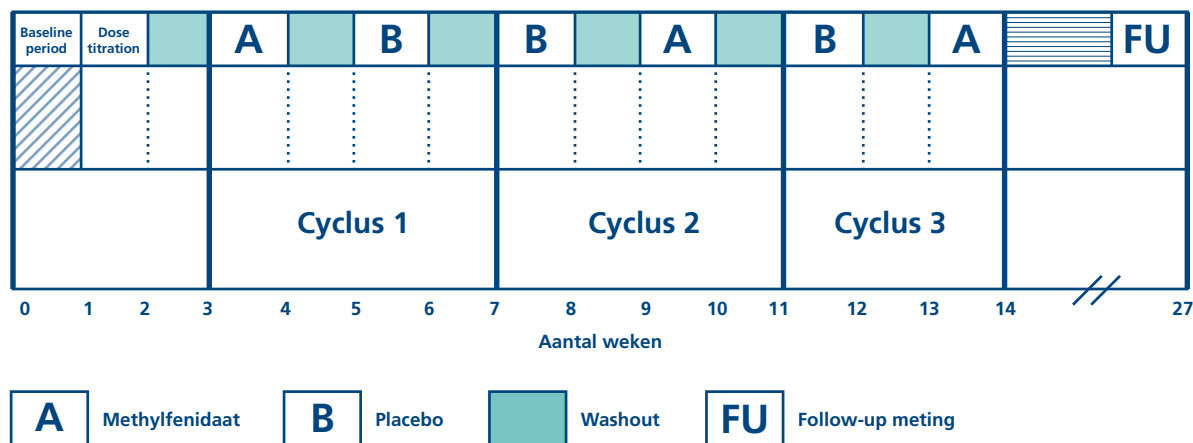 Baseline period
Dose titration
A
B
B
A
B
A
FU
Cyclus 1
Cyclus 2
Cyclus 3
0 1 2 3 4 5 6 7 8 9 10 11 12 13 14 27
Aantal weken
A Methylfenidaat
B Placebo
Washout
FU Follow-up meting